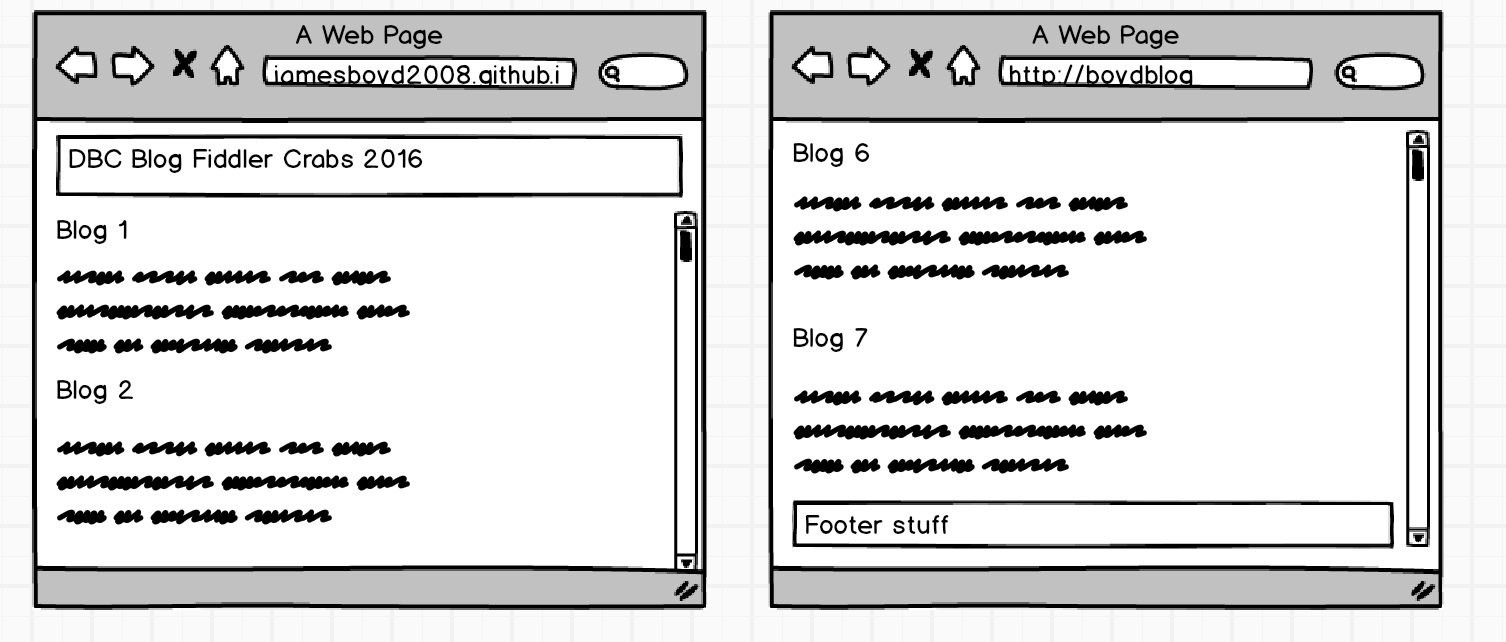 A Web Page
jamesboyd2008.github.i
DBC Blog Fiddler Crabs 2016
Blog 1
Blog 2
A Web Page
http://boydblog
Blog 6
Blog 7
Footer stuff